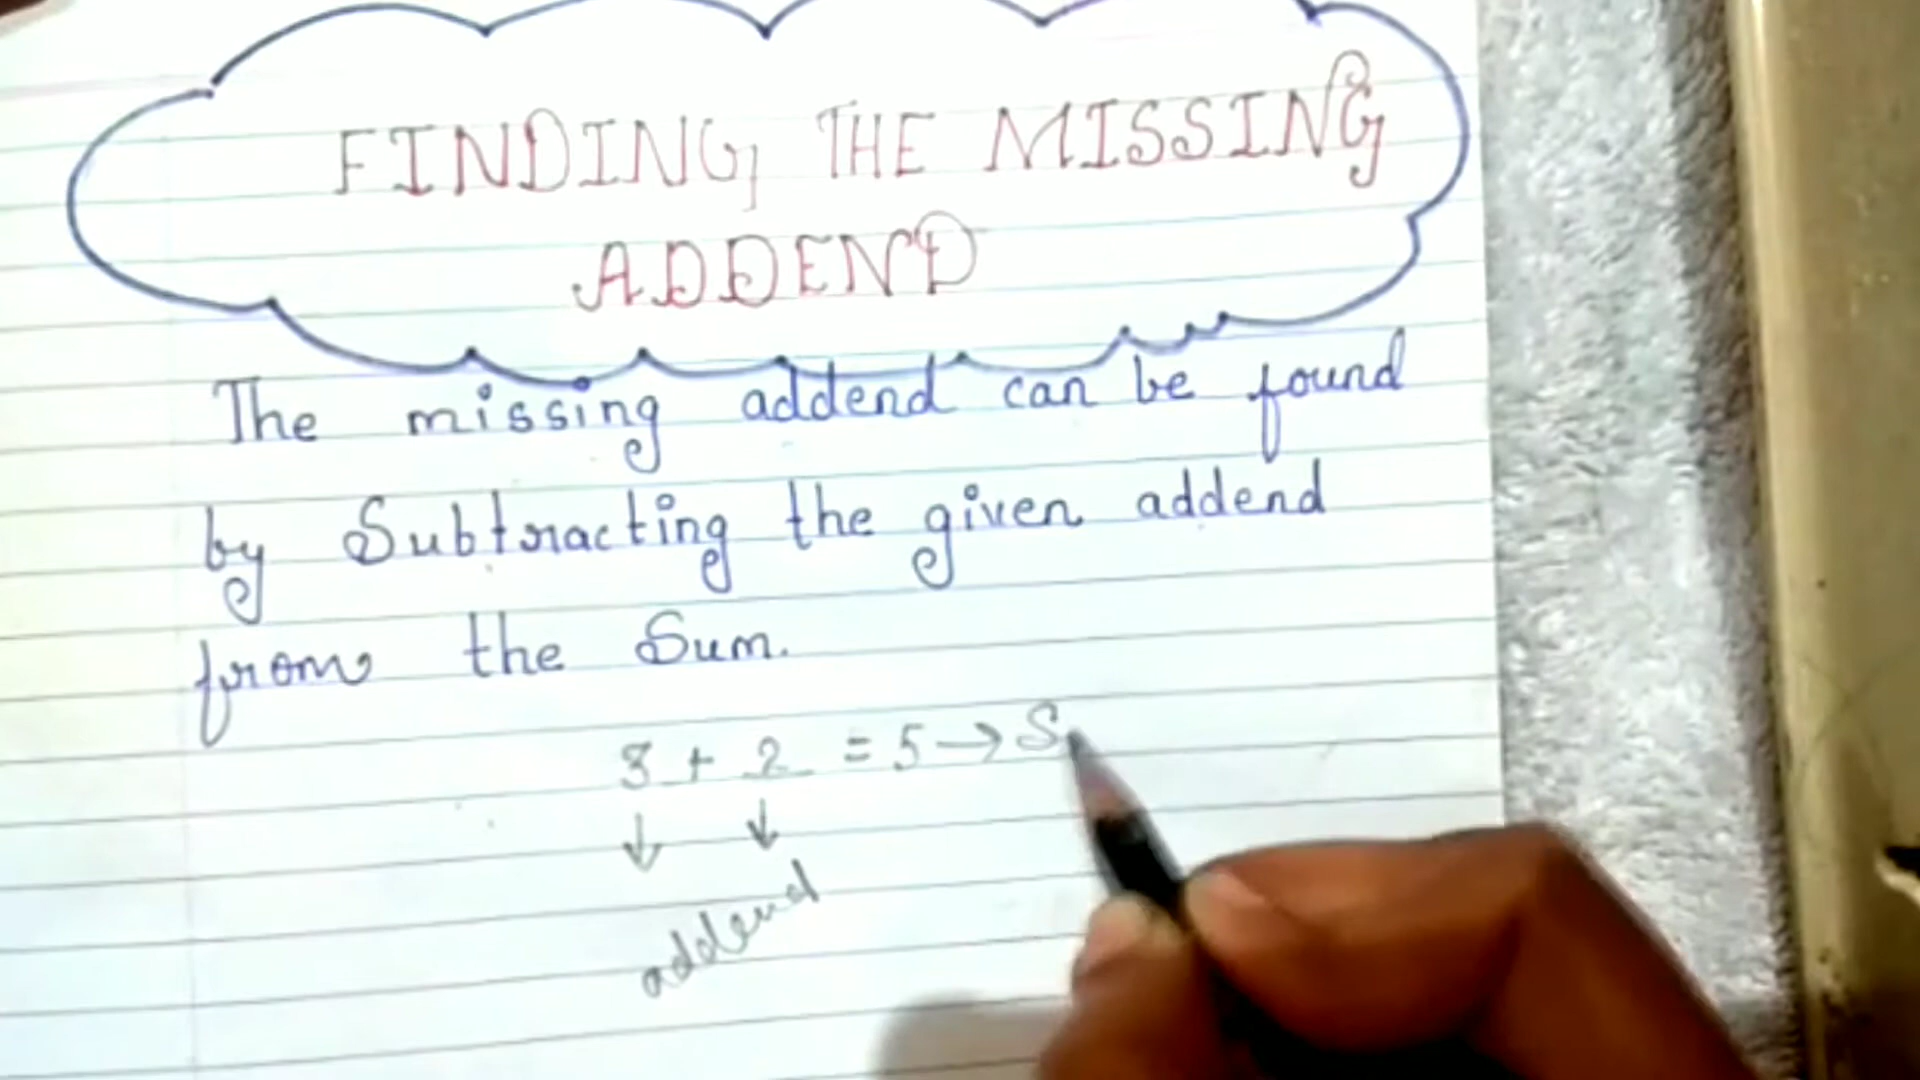 FINDING THE MISSING
ADDEND
The missing addend can be found
by Subtracting the given addend
from the Sum.
3 + 2 = 5 → S
↓ ↓
addend